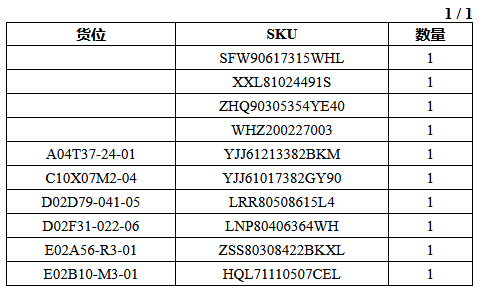 1 / 1
货位 SKU 数量
SFW90617315WHL 1
XXL81024491S 1
ZHQ90305354YE40 1
WHZ200227003 1
A04T37-24-01 YJJ61213382BKM 1
C10X07M2-04 YJJ61017382GY90 1
D02D79-041-05 LRR80508615L4 1
D02F31-022-06 LNP80406364WH 1
E02A56-R3-01 ZSS80308422BKXL 1
E02B10-M3-01 HQL71110507CEL 1